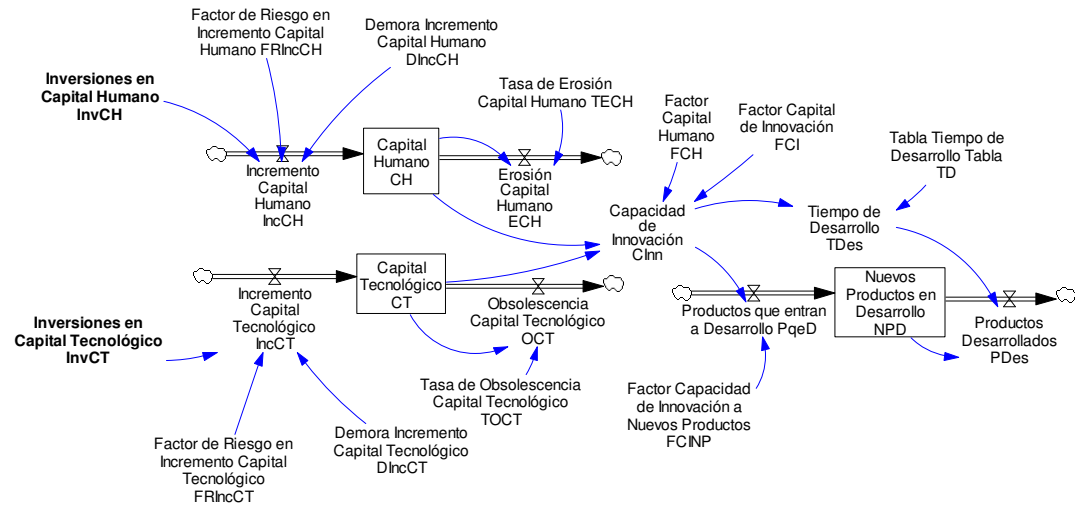 Factor de Riesgo en
Incremento Capital
Humano FRIncCH
Demora Incremento
Capital Humano
DIncCH
Inversiones en
Capital Humano
InvCH
Tasa de Erosión
Capital Humano TECH
Factor
Capital
Humano
FCH
Factor Capital
de Innovación
FCI
Tabla Tiempo de
Desarrollo Tabla
TD
Capital
Humano
CH
Incremento
Capital
Humano
IncCH
Erosión
Capital
Humano
ECH
Capacidad
de
Innovación
CInn
Tiempo de
Desarrollo
TDes
Capital
Tecnológico
CT
Incremento
Capital
Tecnológico
IncCT
Obsolescencia
Capital Tecnológico
OCT
Nuevos
Productos en
Desarrollo
NPD
Productos que entran
a Desarrollo PqeD
Productos
Desarrollados
PDes
Inversiones en
Capital Tecnológico
InvCT
Tasa de Obsolescencia
Capital Tecnológico
TOCT
Factor Capacidad
de Innovación a
Nuevos Productos
FCINP
Factor de Riesgo en
Incremento Capital
Tecnológico
FRIncCT
Demora Incremento
Capital Tecnológico
DIncCT